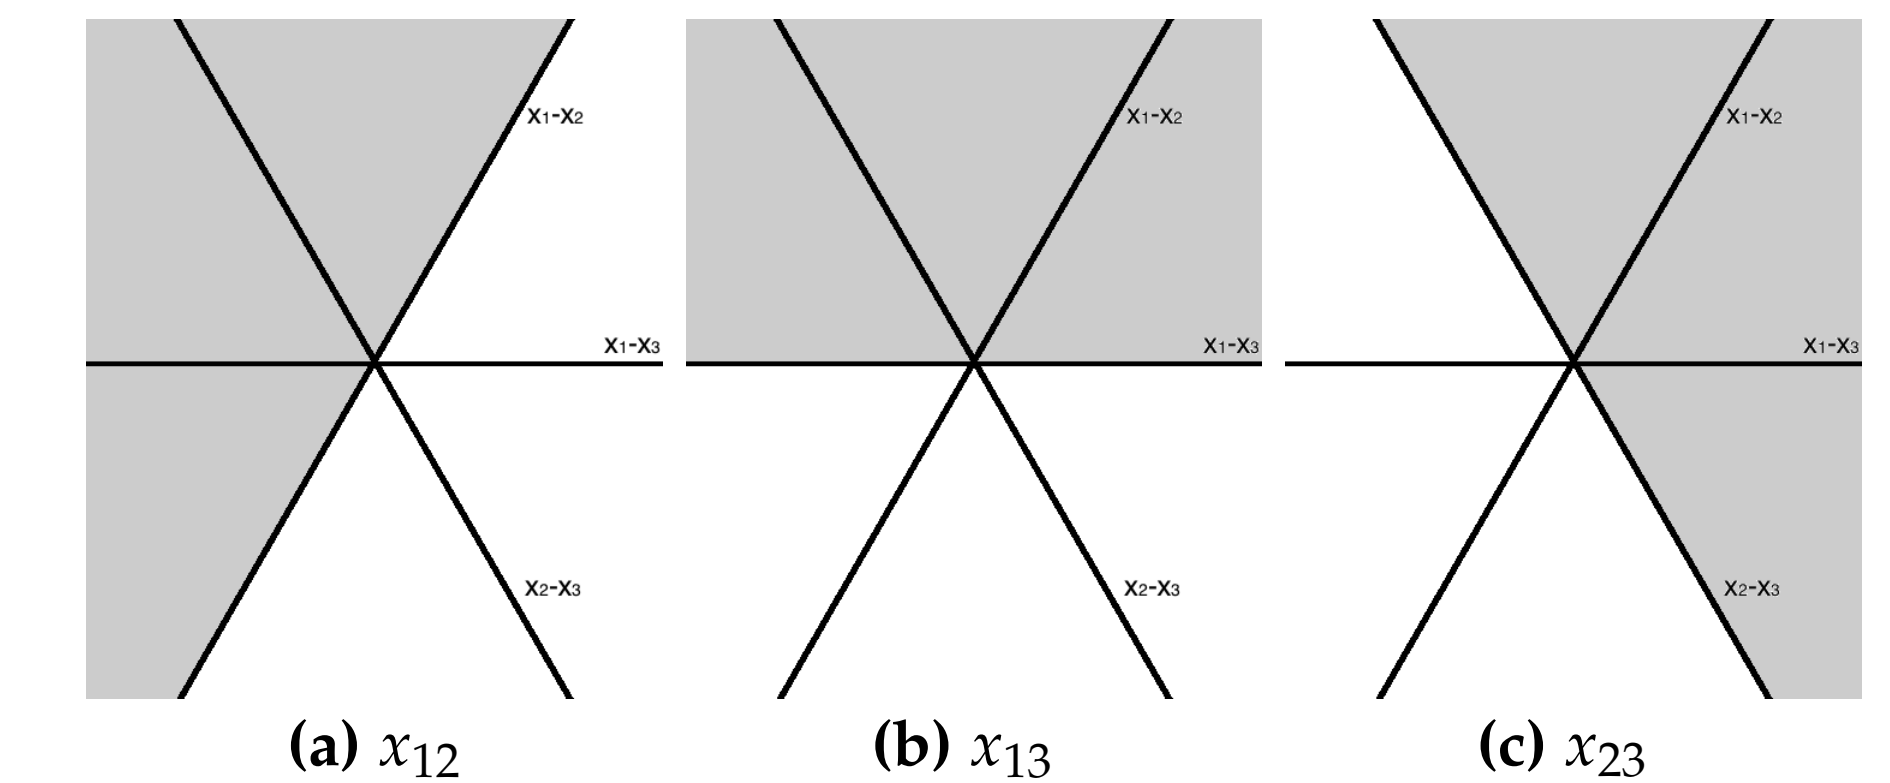 x₁-x₂ x₁-x₂ x₁-x₂
x₁-x₃ x₁-x₃ x₁-x₃
x₂-x₃ x₂-x₃ x₂-x₃
(a) x₁₂ (b) x₁₃ (c) x₂₃